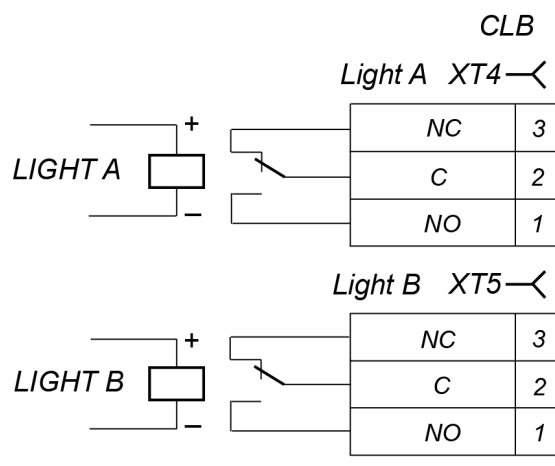 CLB
Light A XT4
+
NC 3
LIGHT A
C 2
–
NO 1
Light B XT5
+
NC 3
LIGHT B
C 2
–
NO 1